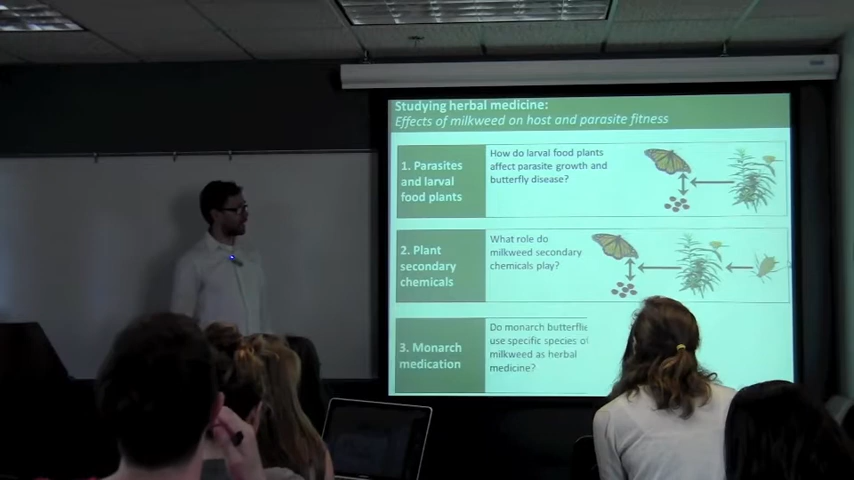 Studying herbal medicine:
Effects of milkweed on host and parasite fitness
1. Parasites
and larval
food plants
How do larval food plants
affect parasite growth and
butterfly disease?
2. Plant
secondary
chemicals
What role do
milkweed secondary
chemicals play?
3. Monarch
medication
Do monarch butterflie
use specific species of
milkweed as herbal
medicine?